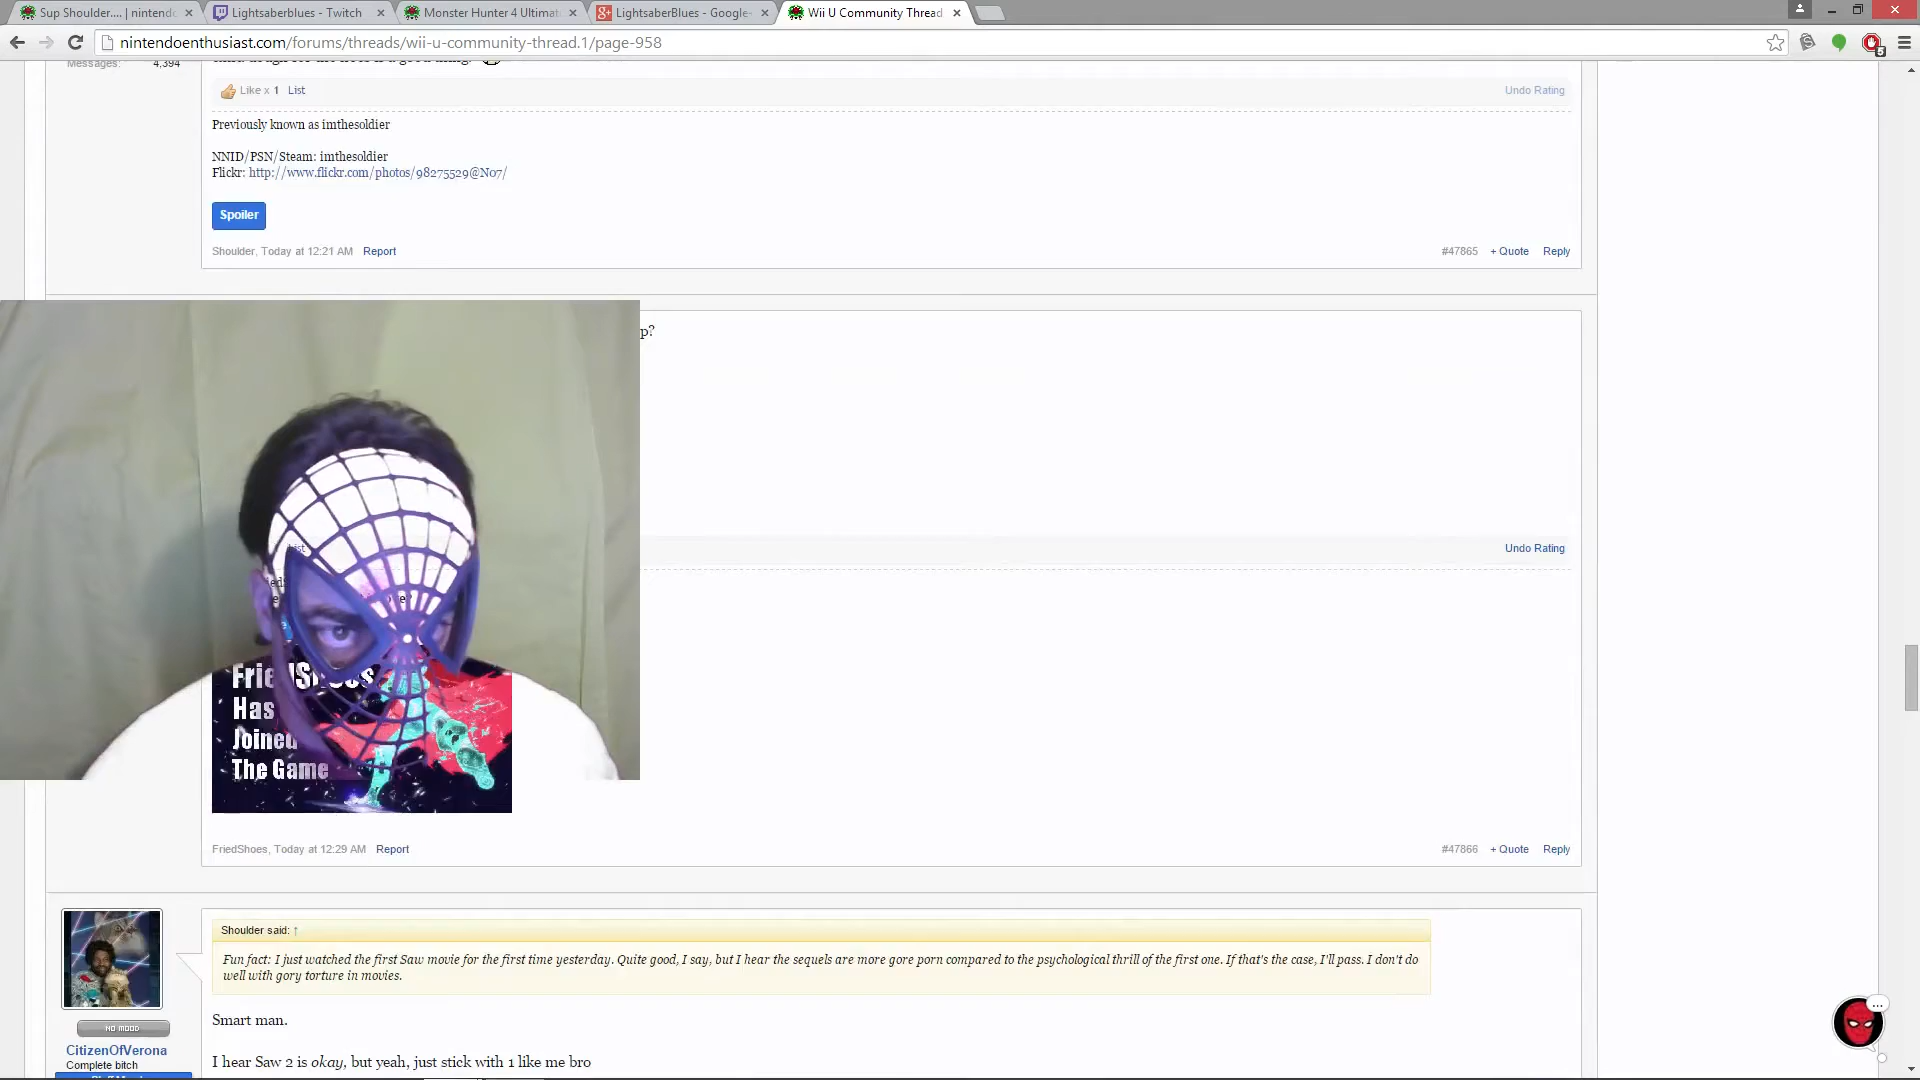 Sup Shoulder.... | nintendo
Lightsaberblues - Twitch
Monster Hunter 4 Ultimat
LightsaberBlues - Google+
Wii U Community Thread
nintendoenthusiast.com/forums/threads/wii-u-community-thread.1/page-958
Messages: 4,394
Like x 1 List
Undo Rating
Previously known as imthesoldier
NNID/PSN/Steam: imthesoldier
Flickr: http://www.flickr.com/photos/98275529@N07/
Spoiler
Shoulder, Today at 12:21 AM Report
#47865 + Quote Reply
p?
List
Undo Rating
FriedShoes
Has
Joined
The Game
FriedShoes, Today at 12:29 AM Report
#47866 + Quote Reply
Shoulder said: ↑
Fun fact: I just watched the first Saw movie for the first time yesterday. Quite good, I say, but I hear the sequels are more gore porn compared to the psychological thrill of the first one. If that's the case, I'll pass. I don't do
well with gory torture in movies.
NO MOOD
Smart man.
CitizenOfVerona
Complete bitch
I hear Saw 2 is okay, but yeah, just stick with 1 like me bro